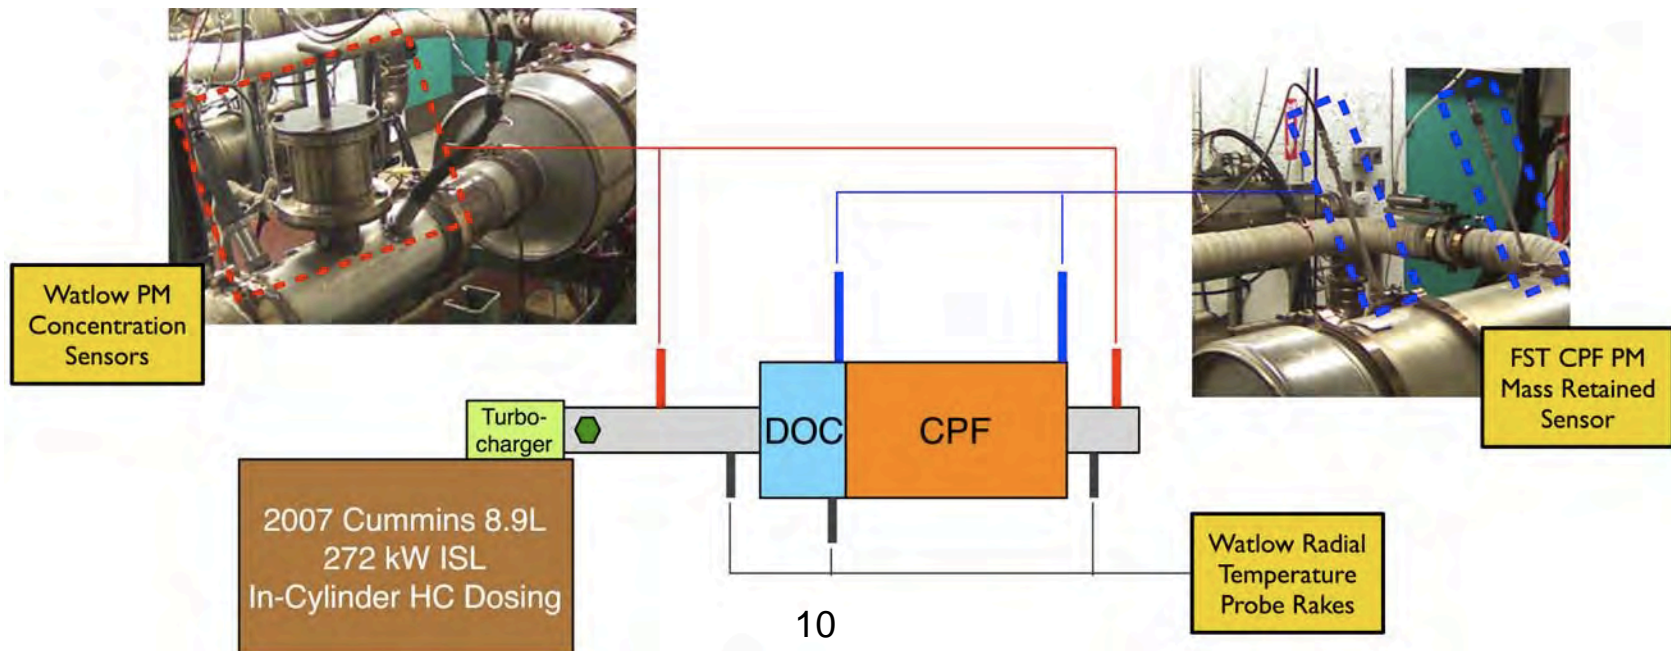 Watlow PM
Concentration
Sensors
Turbo-
charger
DOC
CPF
2007 Cummins 8.9L
272 kW ISL
In-Cylinder HC Dosing
FST CPF PM
Mass Retained
Sensor
Watlow Radial
Temperature
Probe Rakes
10